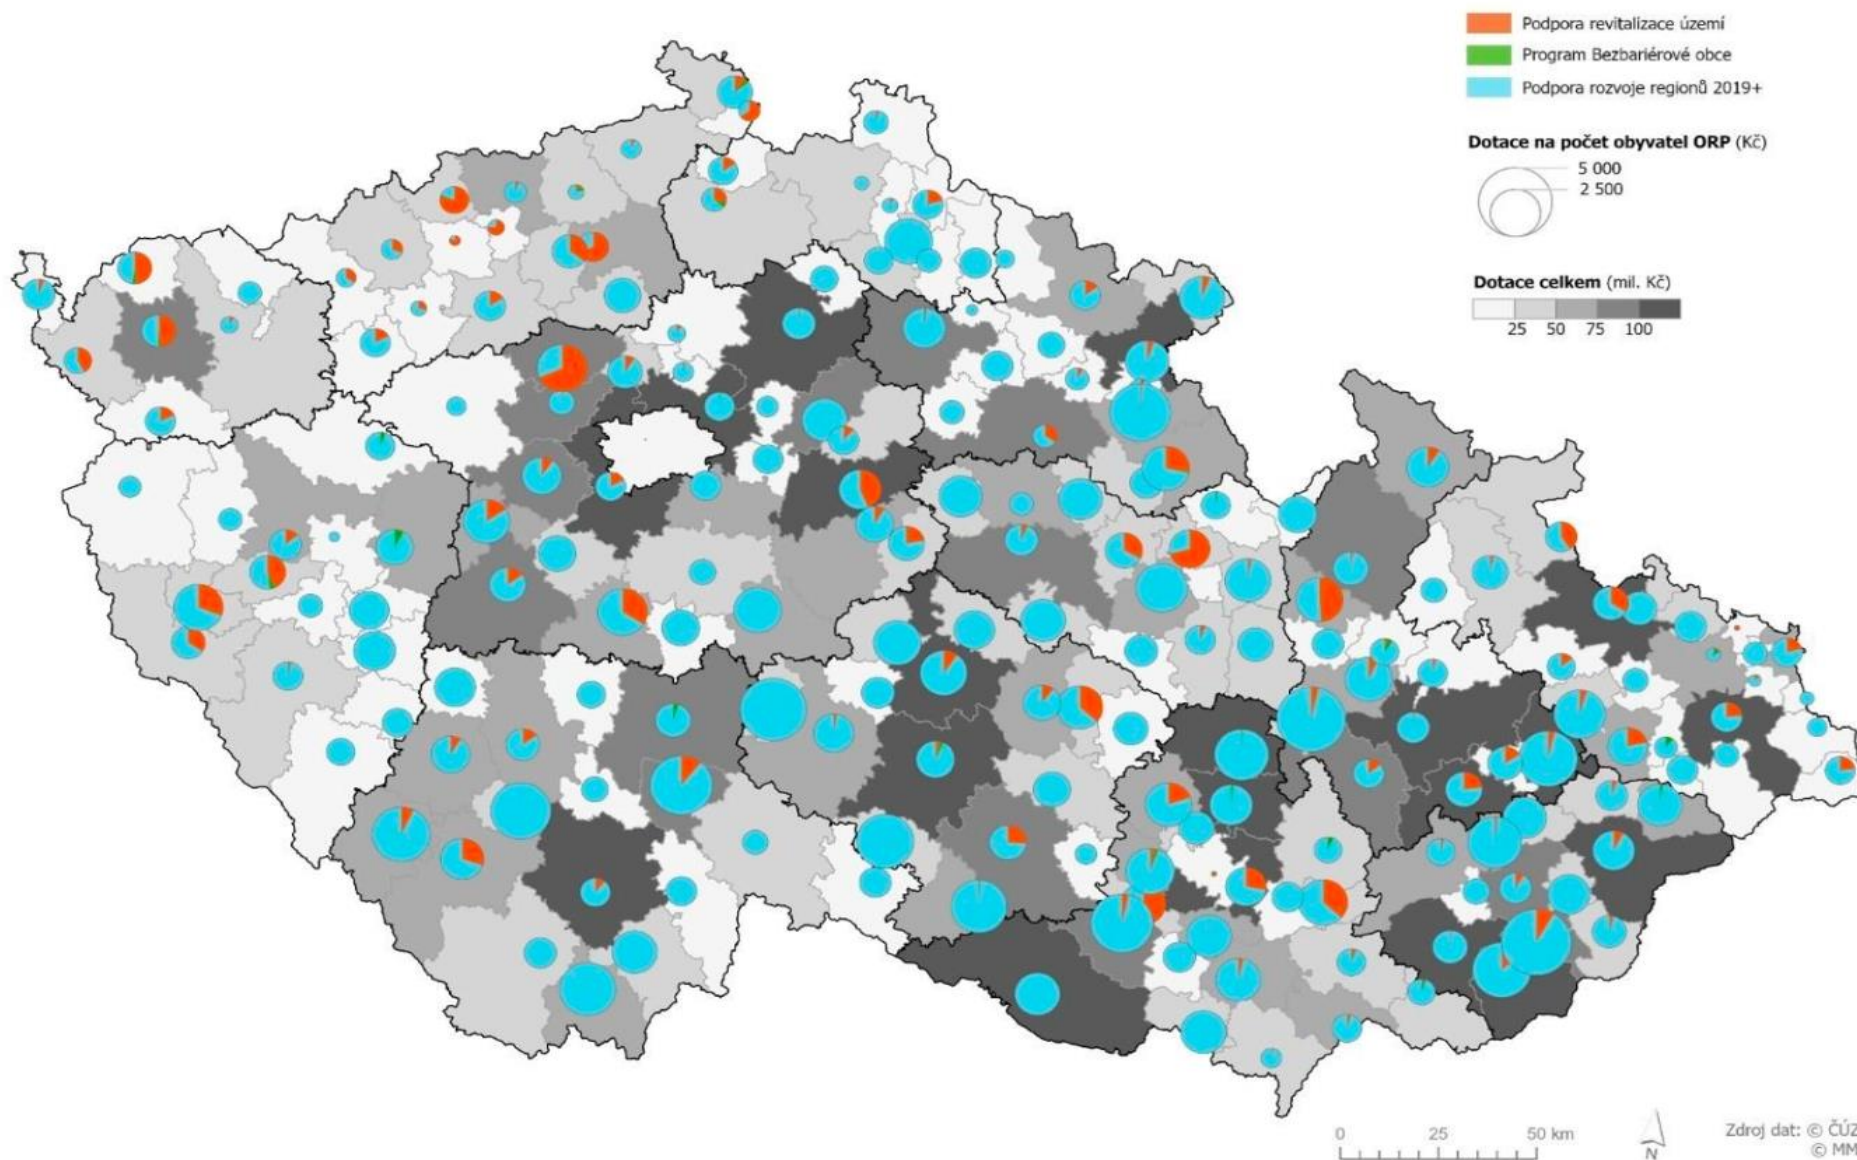 Podpora revitalizace území
Program Bezbariérové obce
Podpora rozvoje regionů 2019+
Dotace na počet obyvatel ORP (Kč)
5 000
2 500
Dotace celkem (mil. Kč)
25 50 75 100
0 25 50 km
N
Zdroj dat: © ČÚZ
© MM